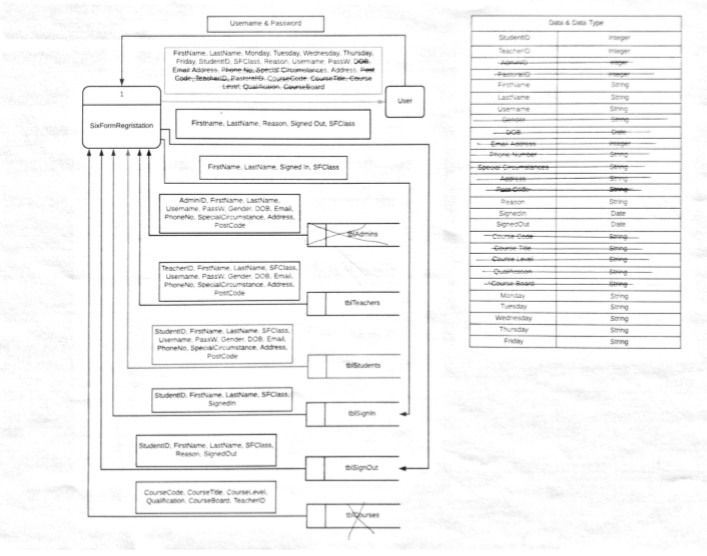 Username & Password
FirstName, LastName, Monday, Tuesday, Wednesday, Thursday,
Friday, StudentID, SFClass, Reason, Username, PassW, DOB,
Email Address, Phone No, Special Circumstances, Address, Post
Code, TeacherID, PastoralID, CourseCode, CourseTitle, Course
Level, Qualification, CourseBoard
1
SixFormRegristation
User
Firstname, LastName, Reason, Signed Out, SFClass
FirstName, LastName, Signed In, SFClass
AdminID, FirstName, LastName,
Username, PassW, Gender, DOB, Email,
PhoneNo, SpecialCircumstance, Address,
PostCode
tblAdmins
TeacherID, FirstName, LastName, SFClass,
Username, PassW, Gender, DOB, Email,
PhoneNo, SpecialCircumstance, Address,
PostCode
tblTeachers
StudentID, FirstName, LastName, SFClass,
Username, PassW, Gender, DOB, Email,
PhoneNo, SpecialCircumstance, Address,
PostCode
tblStudents
StudentID, FirstName, LastName, SFClass,
SignedIn
tblSignIn
StudentID, FirstName, LastName, SFClass,
Reason, SignedOut
tblSignOut
CourseCode, CourseTitle, CourseLevel,
Qualification, CourseBoard, TeacherID
tblCourses
Data & Data Type
StudentID Integer
TeacherID Integer
AdminID Integer
PastoralID Integer
FirstName String
LastName String
Username String
Gender String
DOB Date
Email Address Integer
Phone Number String
Special Circumstances String
Address String
Post Code String
Reason String
SignedIn Date
SignedOut Date
Course Code String
Course Title String
Course Level String
Qualification String
Course Board String
Monday String
Tuesday String
Wednesday String
Thursday String
Friday String